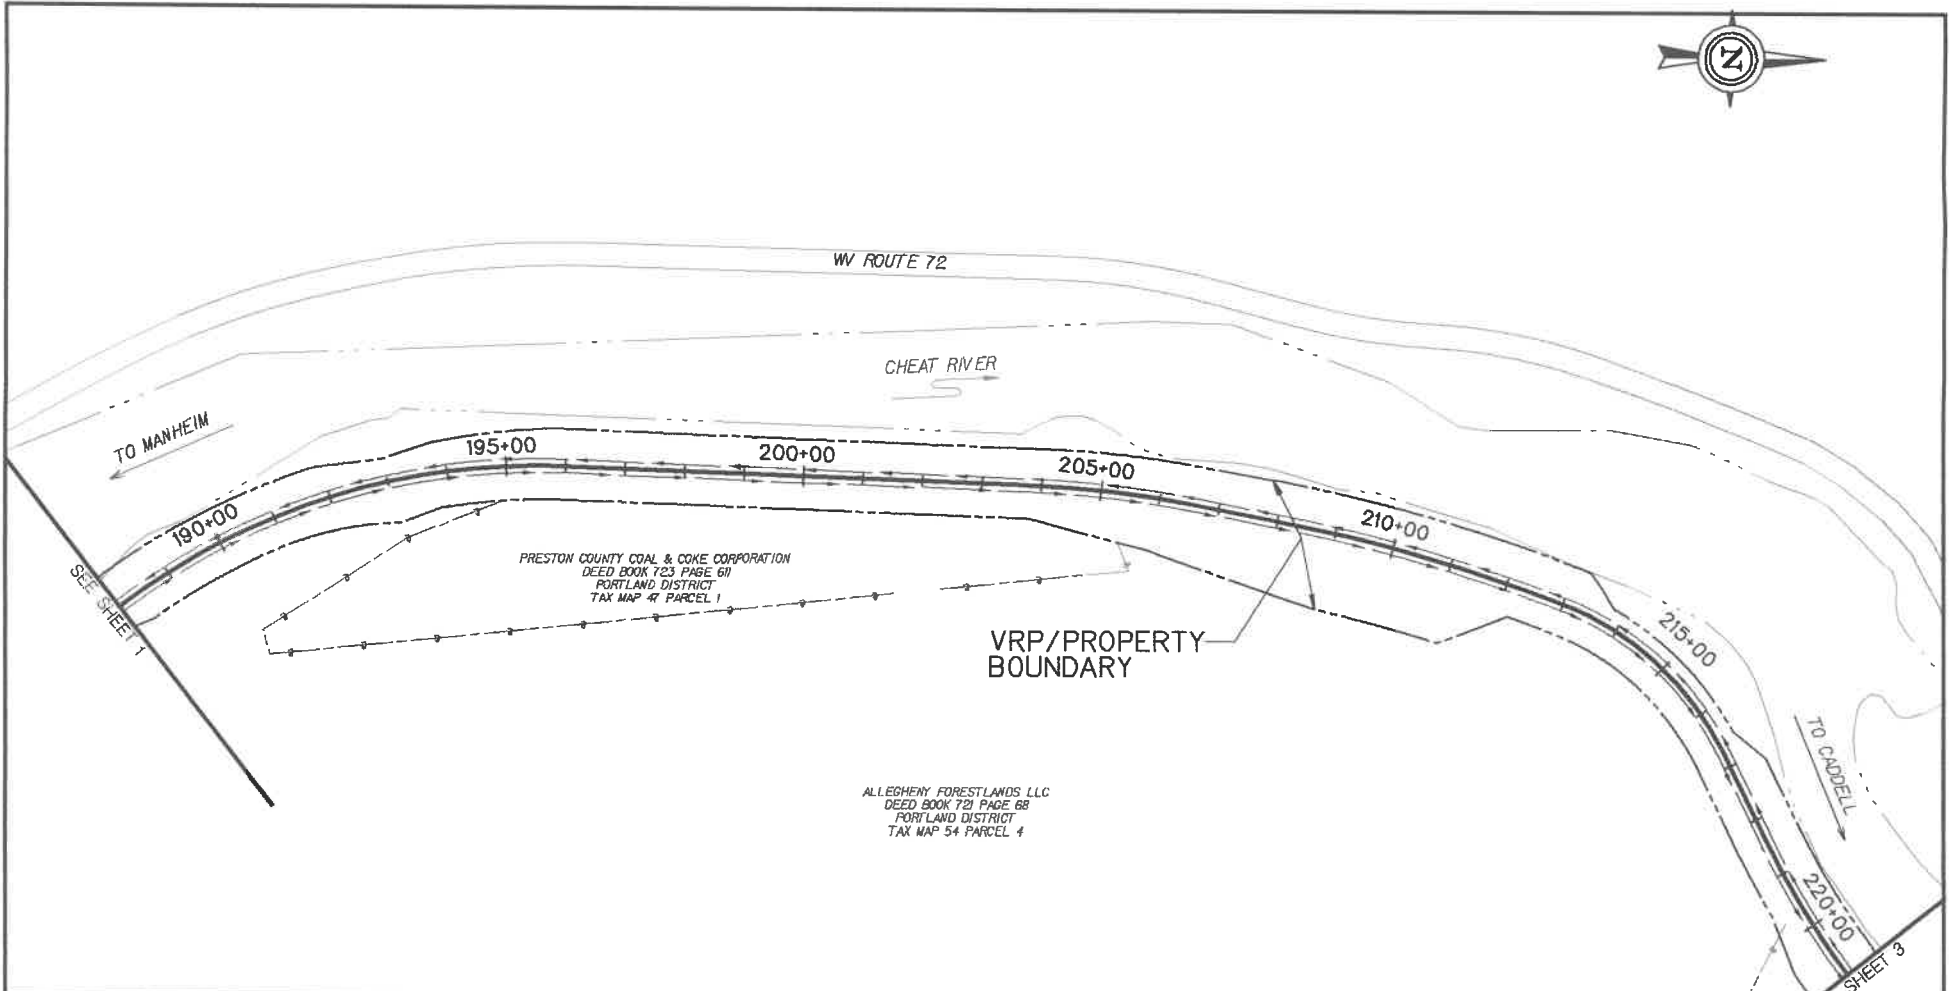 N
WV ROUTE 72
CHEAT RIVER
TO MANHEIM
190+00
195+00
200+00
205+00
210+00
215+00
220+00
SEE SHEET 1
PRESTON COUNTY COAL & COKE CORPORATION
DEED BOOK 723 PAGE 611
PORTLAND DISTRICT
TAX MAP 47 PARCEL 1
VRP/PROPERTY
BOUNDARY
TO CADDELL
ALLEGHENY FORESTLANDS LLC
DEED BOOK 721 PAGE 68
PORTLAND DISTRICT
TAX MAP 54 PARCEL 4
SHEET 3